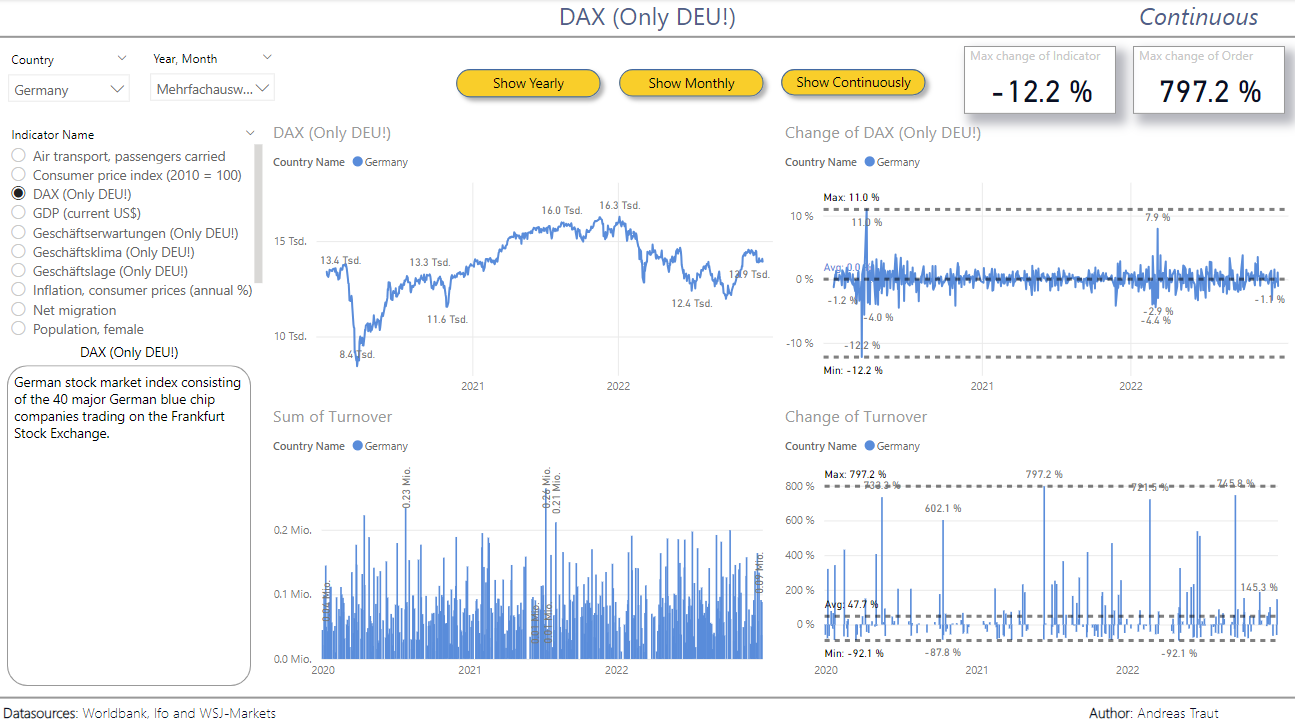 DAX (Only DEU!)
Continuous
Country
Year, Month
Germany
Mehrfachausw...
Show Yearly
Show Monthly
Show Continuously
Max change of Indicator
-12.2 %
Max change of Order
797.2 %
Indicator Name
Air transport, passengers carried
Consumer price index (2010 = 100)
DAX (Only DEU!)
GDP (current US$)
Geschäftserwartungen (Only DEU!)
Geschäftsklima (Only DEU!)
Geschäftslage (Only DEU!)
Inflation, consumer prices (annual %)
Net migration
Population, female
DAX (Only DEU!)
German stock market index consisting
of the 40 major German blue chip
companies trading on the Frankfurt
Stock Exchange.
DAX (Only DEU!)
Country Name Germany
16.0 Tsd.
16.3 Tsd.
15 Tsd.
13.4 Tsd.
13.3 Tsd.
13.9 Tsd.
12.4 Tsd.
11.6 Tsd.
10 Tsd.
8.4 Tsd.
2021
2022
Change of DAX (Only DEU!)
Country Name Germany
Max: 11.0 %
10 %
11.0 %
7.9 %
0 %
-1.2 %
-4.0 %
-2.9 %
-4.4 %
-1.1 %
-10 %
-12.2 %
Min: -12.2 %
2021
2022
Sum of Turnover
Country Name Germany
0.23 Mio.
0.26 Mio.
0.21 Mio.
0.2 Mio.
0.1 Mio.
0.0 Mio.
2020
2021
2022
Change of Turnover
Country Name Germany
Max: 797.2 %
797.2 %
800 %
733.3 %
721.5 %
745.8 %
600 %
602.1 %
400 %
200 %
145.3 %
Avg: 47.7 %
0 %
Min: -92.1 %
-87.8 %
-92.1 %
2020
2021
2022
Datasources: Worldbank, Ifo and WSJ-Markets
Author: Andreas Traut